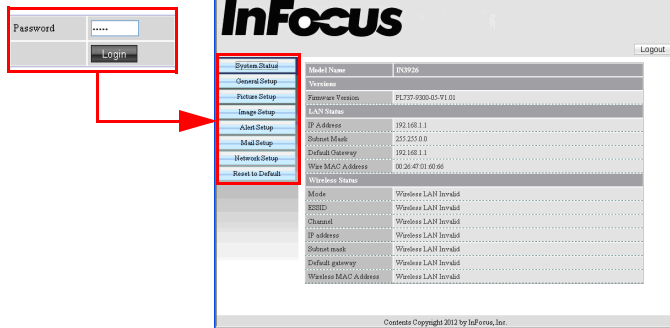 Password .....
Login
InFocus
Logout
System Status
General Setup
Picture Setup
Image Setup
Alert Setup
Mail Setup
Network Setup
Reset to Default
Model Name IN3926
Versions
Firmware Version PL737-9300-05-V1.01
LAN Status
IP Address 192.168.1.1
Subnet Mask 255.255.0.0
Default Gateway 192.168.1.1
Wire MAC Address 00:26:47:01:60:66
Wireless Status
Mode Wireless LAN Invalid
ESSID Wireless LAN Invalid
Channel Wireless LAN Invalid
IP address Wireless LAN Invalid
Subnet mask Wireless LAN Invalid
Default gateway Wireless LAN Invalid
Wireless MAC Address Wireless LAN Invalid
Contents Copyright 2012 by InFocus, Inc.